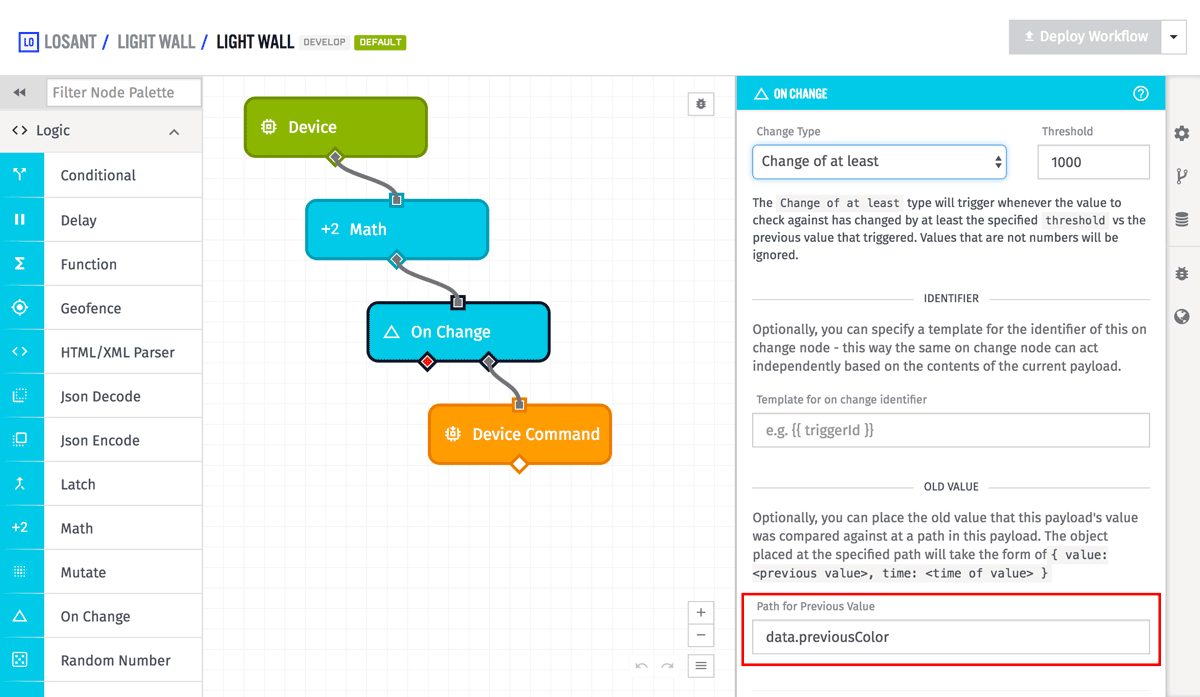 LO LOSANT / LIGHT WALL / LIGHT WALL DEVELOP DEFAULT
Deploy Workflow
Filter Node Palette
Logic
Conditional
Delay
Function
Geofence
HTML/XML Parser
Json Decode
Json Encode
Latch
+2 Math
Mutate
On Change
Random Number
Device
+2 Math
On Change
Device Command
ON CHANGE
Change Type
Threshold
Change of at least
1000
The Change of at least type will trigger whenever the value to
check against has changed by at least the specified threshold vs the
previous value that triggered. Values that are not numbers will be
ignored.
IDENTIFIER
Optionally, you can specify a template for the identifier of this on
change node - this way the same on change node can act
independently based on the contents of the current payload.
Template for on change identifier
e.g. {{ triggerId }}
OLD VALUE
Optionally, you can place the old value that this payload's value
was compared against at a path in this payload. The object
placed at the specified path will take the form of { value:
<previous value>, time: <time of value> }
Path for Previous Value
data.previousColor